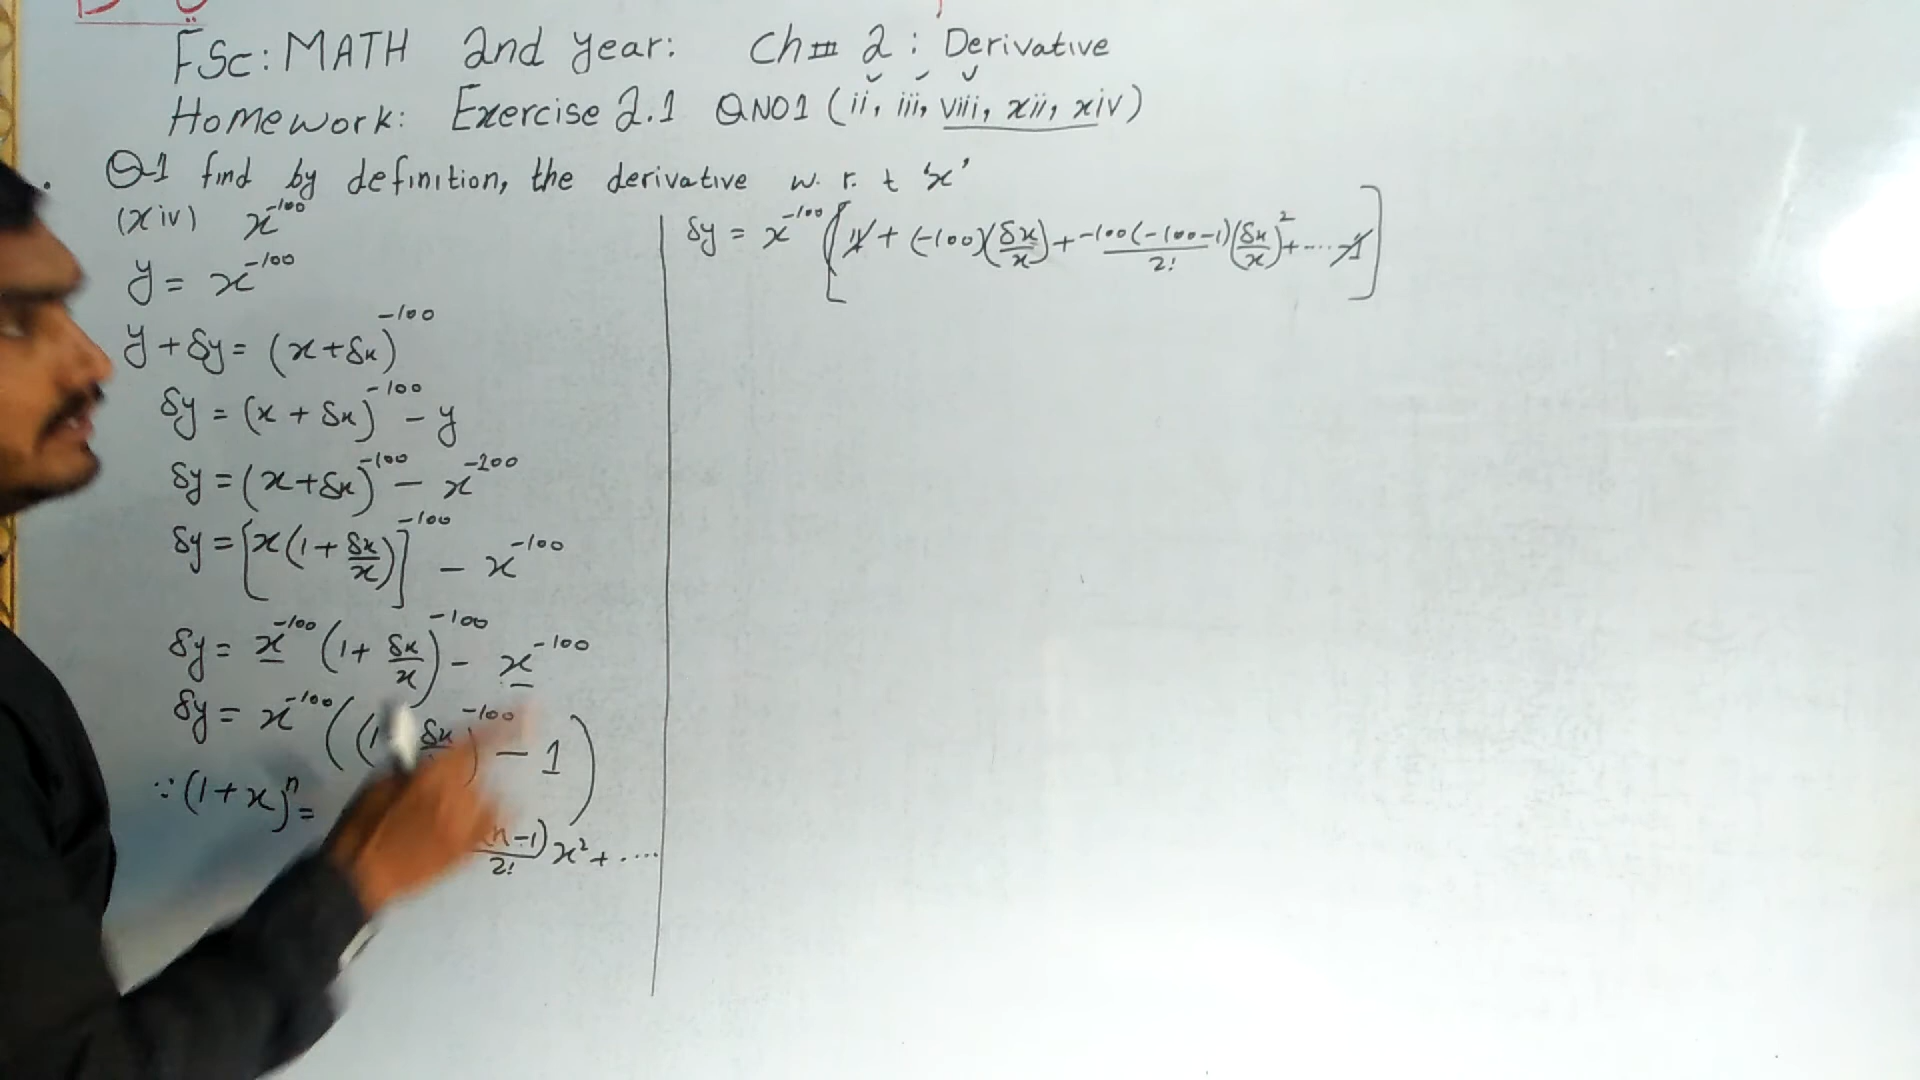 FSc: MATH 2nd year: Ch # 2 : Derivative
Homework: Exercise 2.1 QNO1 (ii, iii, viii, xii, xiv)
Q1 find by definition, the derivative w. r. t 'x'
(xiv) x^-100
y = x^-100
y + δy = (x + δx)^-100
δy = (x + δx)^-100 - y
δy = (x + δx)^-100 - x^-200
δy = [x(1 + δx/x)]^-100 - x^-100
δy = x^-100 (1 + δx/x)^-100 - x^-100
δy = x^-100 ((1 δx )^-100 - 1)
∵ (1 + x)^n =
(n-1)/2! x² + ....
δy = x^-100 [1 + (-100)(δx/x) + -100(-100-1)/2! (δx/x)² + .... - 1]